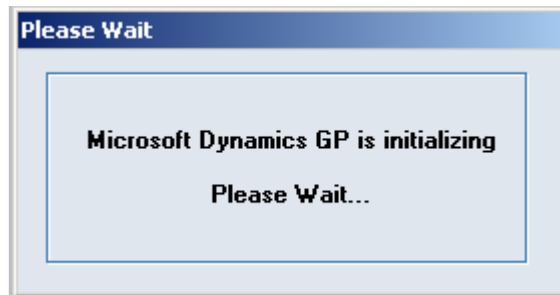 Please Wait
Microsoft Dynamics GP is initializing
Please Wait...